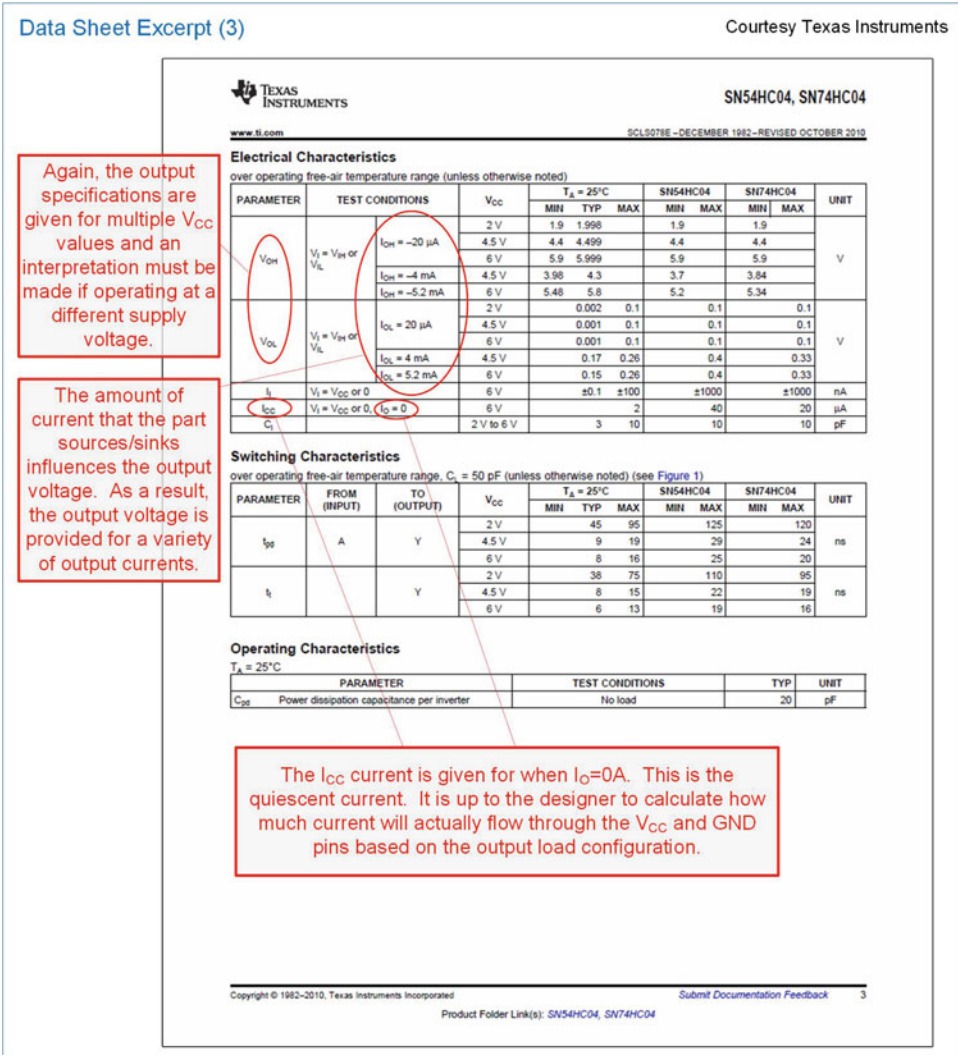 Data Sheet Excerpt (3)
Courtesy Texas Instruments
TEXAS
INSTRUMENTS
SN54HC04, SN74HC04
www.ti.com
SCLS078E – DECEMBER 1982–REVISED OCTOBER 2010
Again, the output
specifications are
given for multiple VCC
values and an
interpretation must be
made if operating at a
different supply
voltage.
The amount of
current that the part
sources/sinks
influences the output
voltage. As a result,
the output voltage is
provided for a variety
of output currents.
Electrical Characteristics
over operating free-air temperature range (unless otherwise noted)
PARAMETER TEST CONDITIONS VCC TA = 25°C SN54HC04 SN74HC04 UNIT
MIN TYP MAX MIN MAX MIN MAX
VOH VI = VIH or VIL IOH = –20 µA 2 V 1.9 1.998 1.9 1.9 V
4.5 V 4.4 4.499 4.4 4.4
6 V 5.9 5.999 5.9 5.9
IOH = –4 mA 4.5 V 3.98 4.3 3.7 3.84
IOH = –5.2 mA 6 V 5.48 5.8 5.2 5.34
VOL VI = VIH or VIL IOL = 20 µA 2 V 0.002 0.1 0.1 0.1 V
4.5 V 0.001 0.1 0.1 0.1
6 V 0.001 0.1 0.1 0.1
IOL = 4 mA 4.5 V 0.17 0.26 0.4 0.33
IOL = 5.2 mA 6 V 0.15 0.26 0.4 0.33
II VI = VCC or 0 6 V ±0.1 ±100 ±1000 ±1000 nA
ICC VI = VCC or 0, IO = 0 6 V 2 40 20 µA
Ci 2 V to 6 V 3 10 10 10 pF
Switching Characteristics
over operating free-air temperature range, CL = 50 pF (unless otherwise noted) (see Figure 1)
PARAMETER FROM (INPUT) TO (OUTPUT) VCC TA = 25°C SN54HC04 SN74HC04 UNIT
MIN TYP MAX MIN MAX MIN MAX
tpd A Y 2 V 45 95 125 120 ns
4.5 V 9 19 29 24
6 V 8 16 25 20
tt Y 2 V 38 75 110 95 ns
4.5 V 8 15 22 19
6 V 6 13 19 16
Operating Characteristics
TA = 25°C
PARAMETER TEST CONDITIONS TYP UNIT
Cpd Power dissipation capacitance per inverter No load 20 pF
The ICC current is given for when IO=0A. This is the
quiescent current. It is up to the designer to calculate how
much current will actually flow through the VCC and GND
pins based on the output load configuration.
Copyright © 1982–2010, Texas Instruments Incorporated
Submit Documentation Feedback 3
Product Folder Link(s): SN54HC04, SN74HC04